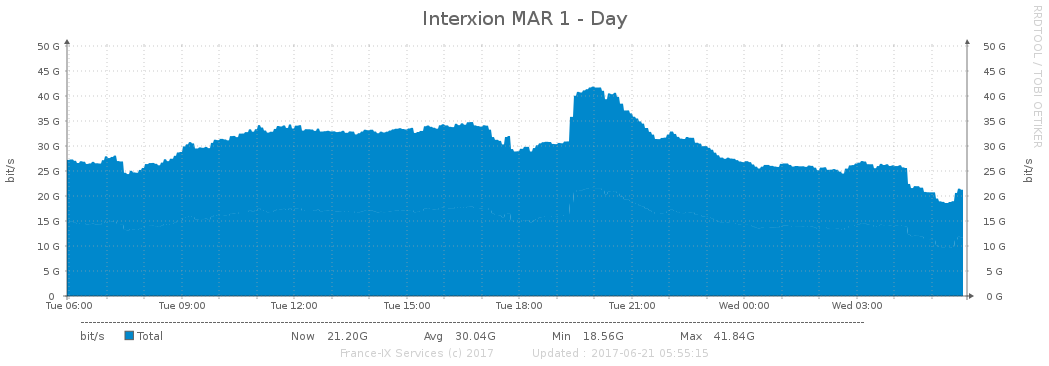 Interxion MAR 1 - Day
RRDTOOL / TOBI OETIKER
50 G 50 G
45 G 45 G
40 G 40 G
35 G 35 G
30 G 30 G
25 G 25 G
20 G 20 G
15 G 15 G
10 G 10 G
5 G 5 G
0 0 G
bit/s bit/s
Tue 06:00 Tue 09:00 Tue 12:00 Tue 15:00 Tue 18:00 Tue 21:00 Wed 00:00 Wed 03:00
bit/s Total Now 21.20G Avg 30.04G Min 18.56G Max 41.84G
France-IX Services (c) 2017 Updated : 2017-06-21 05:55:15